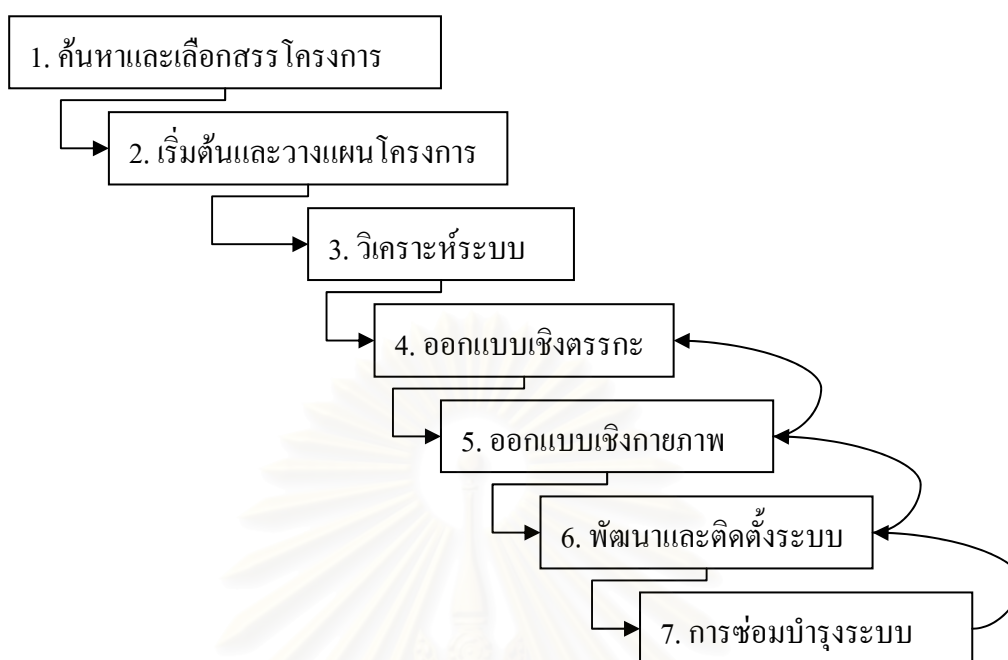 1. ค้นหาและเลือกสรรโครงการ
2. เริ่มต้นและวางแผนโครงการ
3. วิเคราะห์ระบบ
4. ออกแบบเชิงตรรกะ
5. ออกแบบเชิงกายภาพ
6. พัฒนาและติดตั้งระบบ
7. การซ่อมบำรุงระบบ